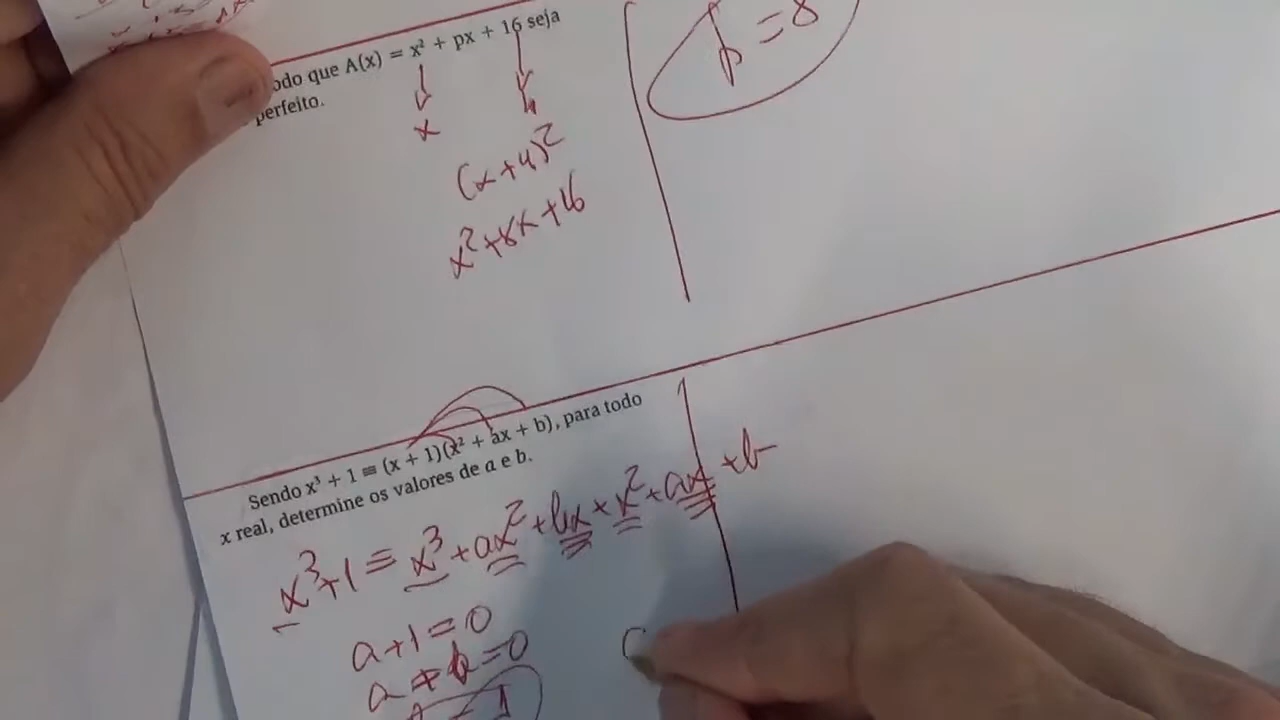 odo que A(x) = x² + px + 16 seja
perfeito.
x
4
(x+4)²
x²+8x+16
p=8
Sendo x³ + 1 ≡ (x + 1)(x² + ax + b), para todo
x real, determine os valores de a e b.
x³+1≡x³+ax²+bx+x²+ax+b
a+1=0
a+b=0